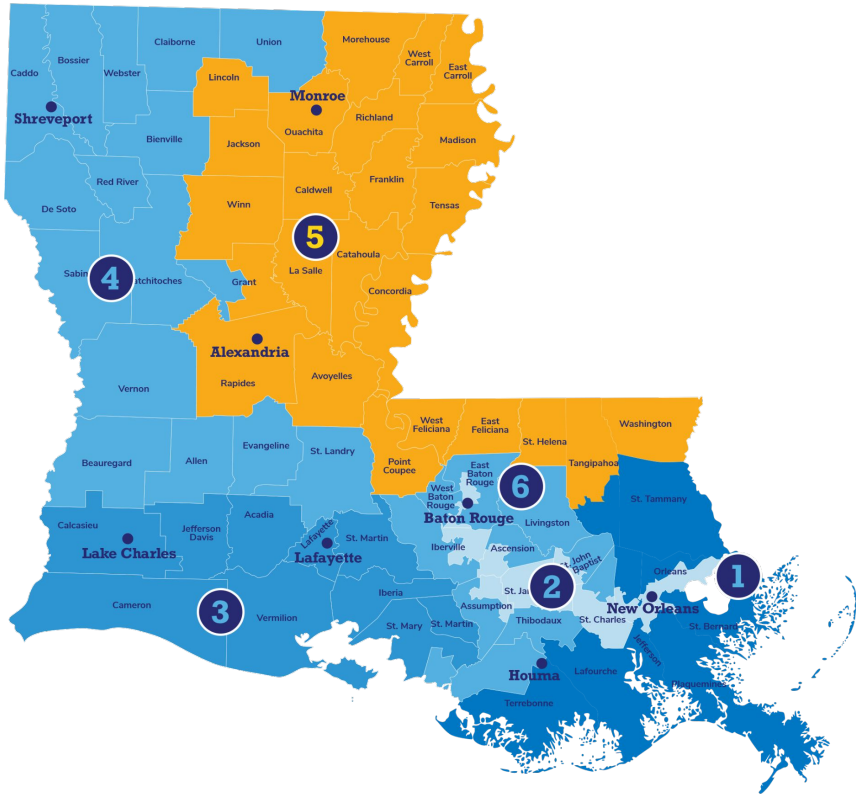 Claiborne
Union
Morehouse
West
Carroll
East
Carroll
Bossier
Caddo
Webster
Lincoln
Monroe
Shreveport
Ouachita
Richland
Madison
Bienville
Jackson
Franklin
Red River
Caldwell
Winn
Tensas
De Soto
5
Catahoula
4
Sabin
atchitoches
Grant
La Salle
Concordia
Alexandria
Rapides
Avoyelles
Vernon
West
Feliciana
East
Feliciana
St. Helena
Washington
Evangeline
St. Landry
Beauregard
Allen
Point
Coupee
East
Baton
Rouge
Tangipahoa
6
West
Baton
Rouge
St. Tammany
Baton Rouge
Livingston
Calcasieu
Jefferson
Davis
Acadia
Lafayette
St. Martin
Lake Charles
Lafayette
Iberville
Ascension
St. John
Baptist
Orleans
1
2
St. Ja
New Orleans
Cameron
3
Vermilion
Iberia
Assumption
Thibodaux
St. Charles
St. Bernard
St. Mary
St. Martin
Jefferson
Houma
Lafourche
Plaquemines
Terrebonne